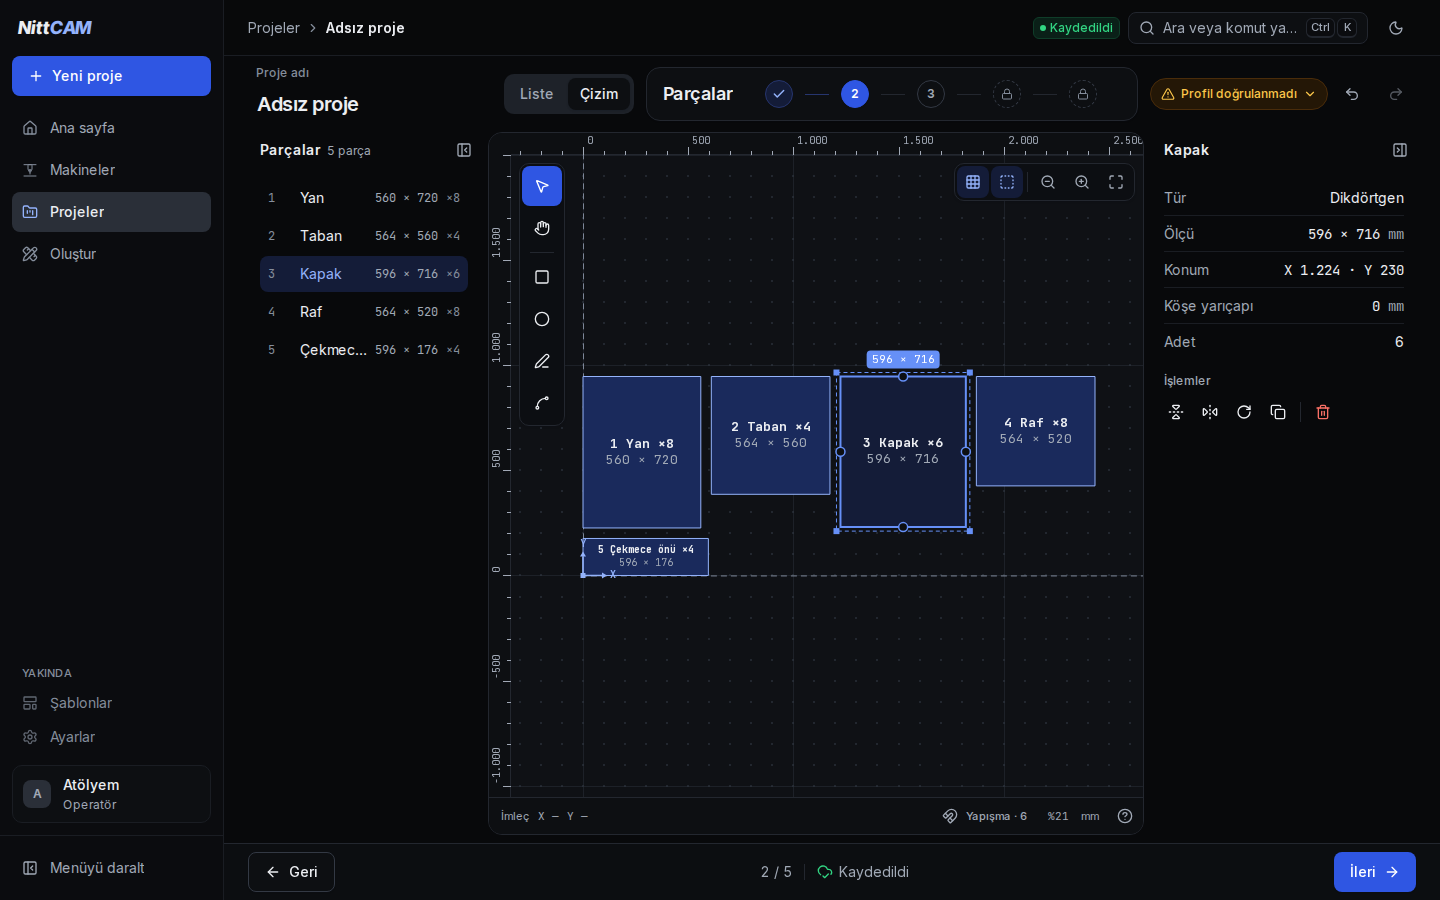 NittCAM
Yeni proje
Ana sayfa
Makineler
Projeler
Oluştur
YAKINDA
Şablonlar
Ayarlar
A
Atölyem
Operatör
Menüyü daralt
Projeler > Adsız proje
Kaydedildi
Ara veya komut ya... Ctrl K
Proje adı
Adsız proje
Liste Çizim
Parçalar 2 3
Profil doğrulanmadı
Parçalar 5 parça
1 Yan 560 × 720 ×8
2 Taban 564 × 560 ×4
3 Kapak 596 × 716 ×6
4 Raf 564 × 520 ×8
5 Çekmec... 596 × 176 ×4
0 500 1.000 1.500 2.000 2.500
1.500
1.000
500
0
-500
-1.000
596 × 716
1 Yan ×8
560 × 720
2 Taban ×4
564 × 560
3 Kapak ×6
596 × 716
4 Raf ×8
564 × 520
5 Çekmece önü ×4
596 × 176
Y
X
İmleç X — Y —
Yapışma · 6 %21 mm
Kapak
Tür Dikdörtgen
Ölçü 596 × 716 mm
Konum X 1.224 · Y 230
Köşe yarıçapı 0 mm
Adet 6
İşlemler
Geri
2 / 5 Kaydedildi
İleri